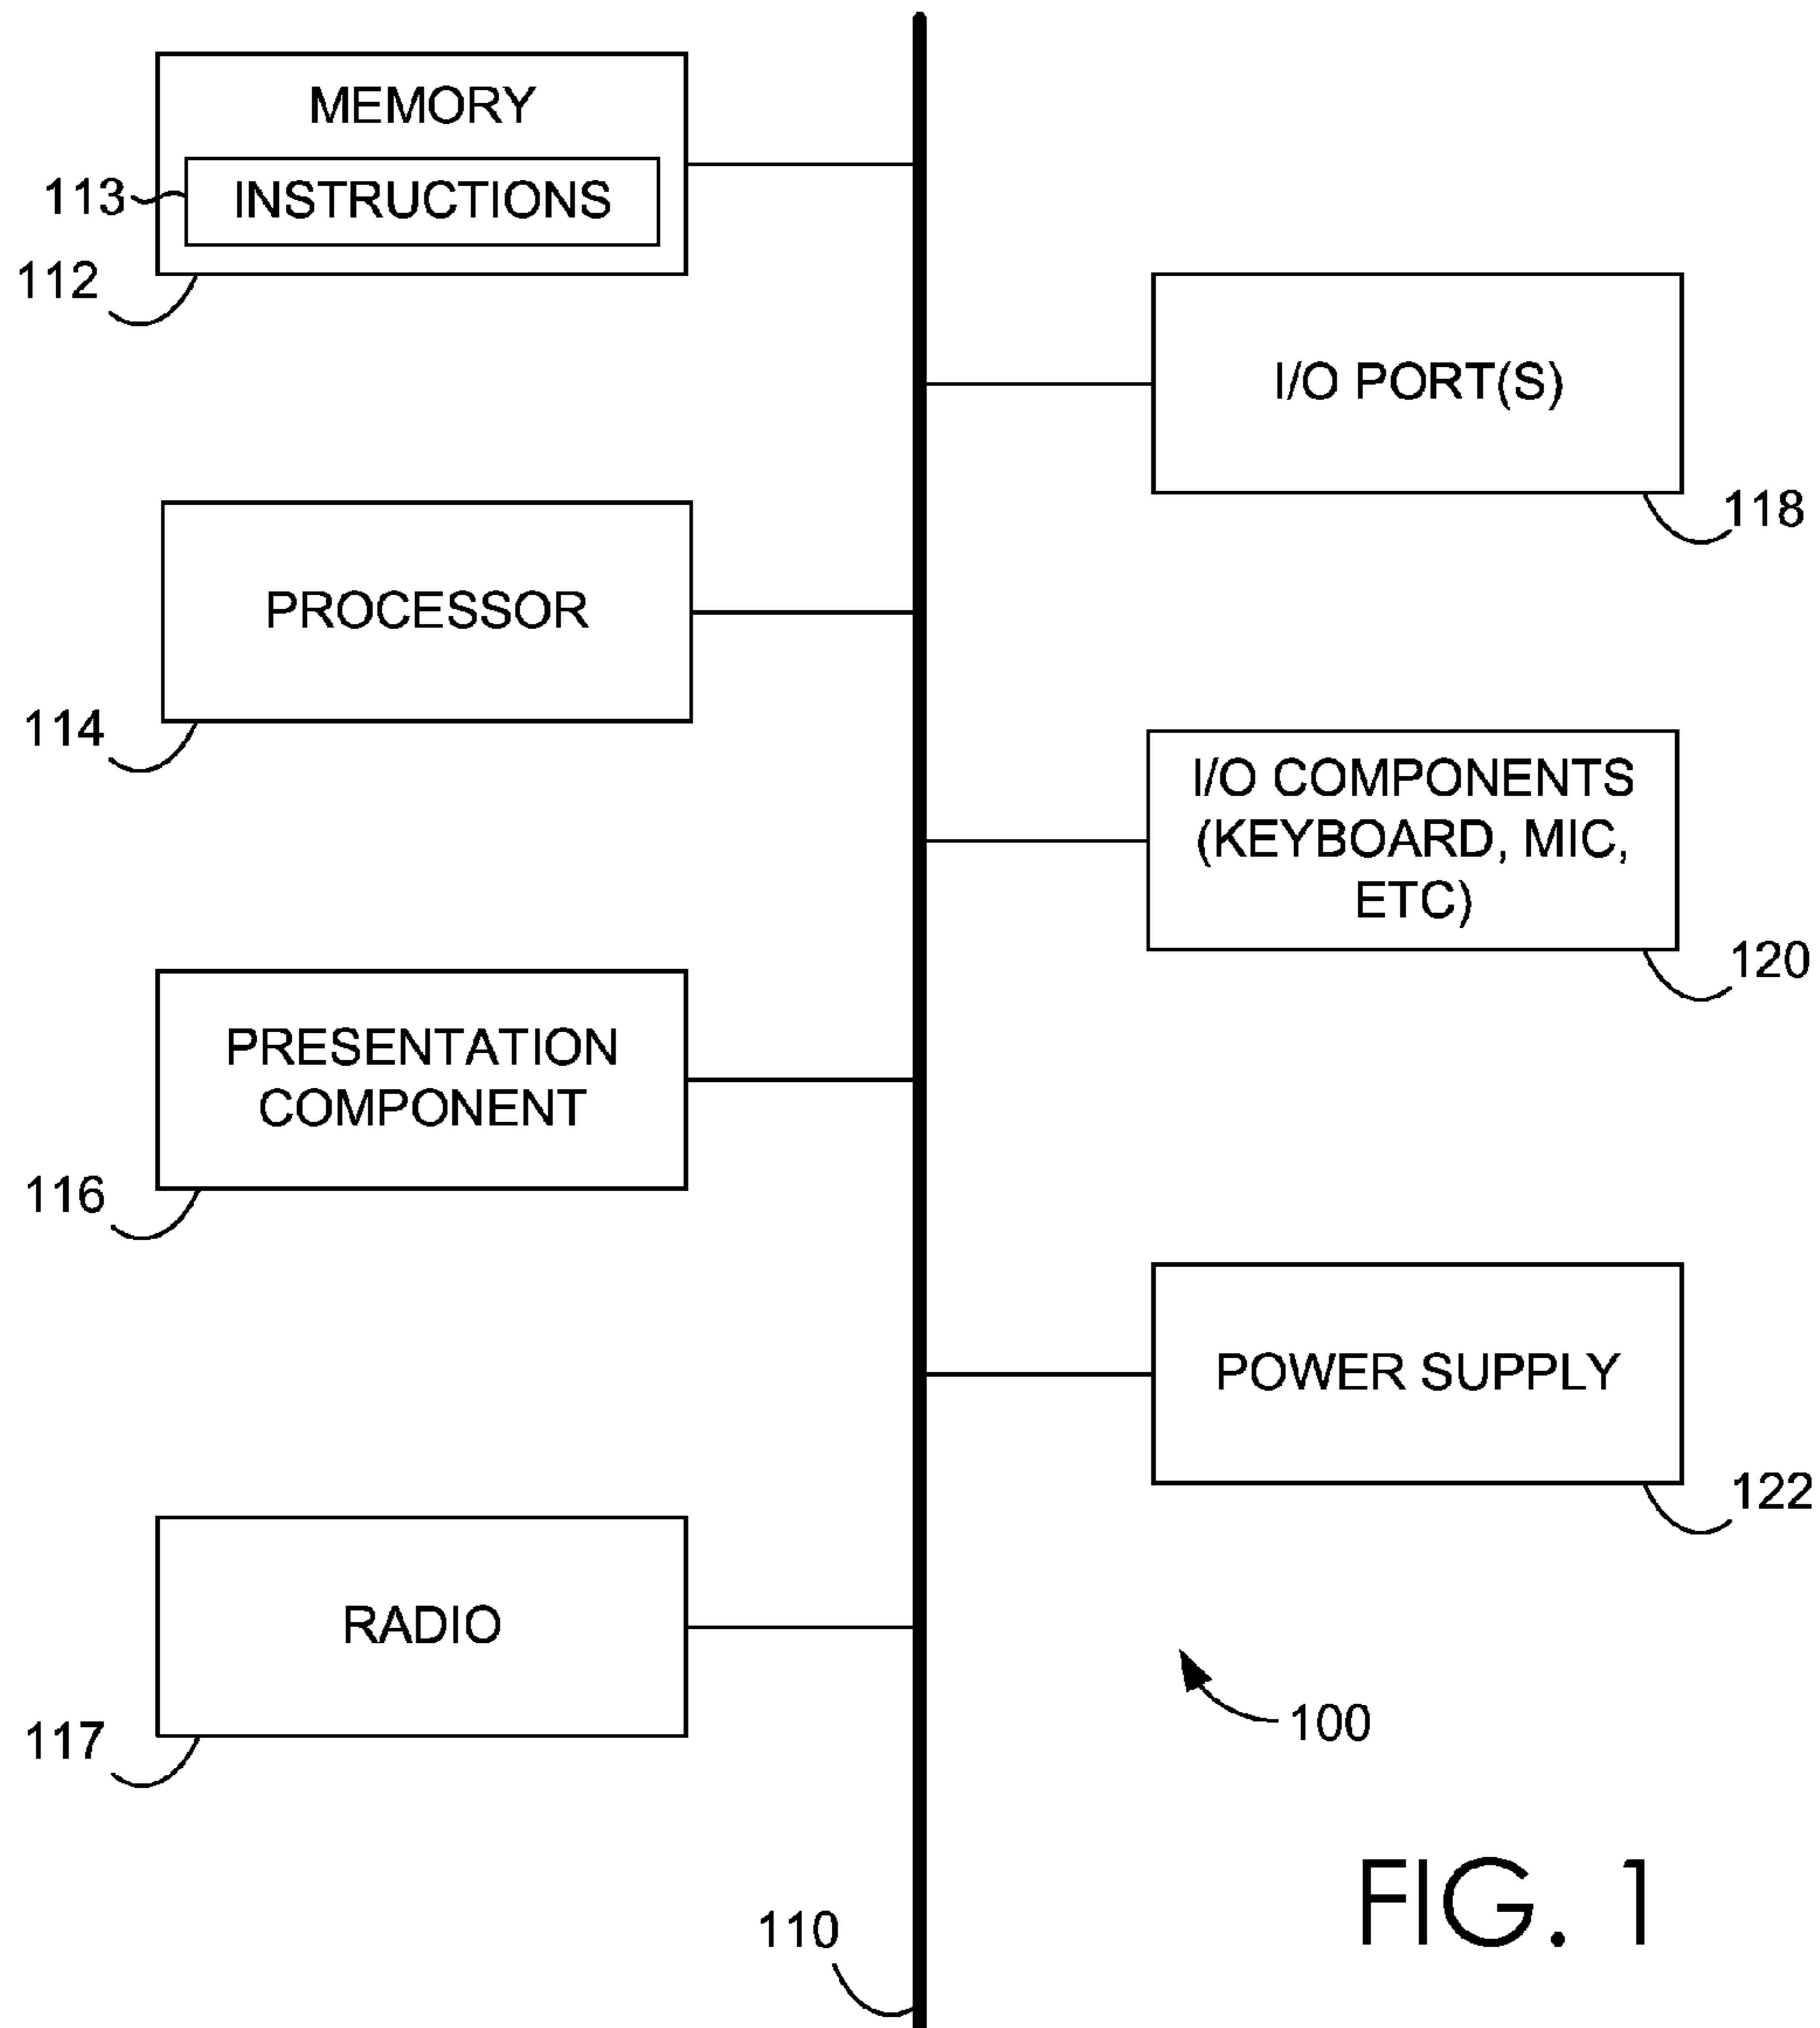 MEMORY
113
INSTRUCTIONS
112
I/O PORT(S)
118
PROCESSOR
114
I/O COMPONENTS
(KEYBOARD, MIC,
ETC)
120
PRESENTATION
COMPONENT
116
POWER SUPPLY
122
RADIO
117
100
110
FIG. 1